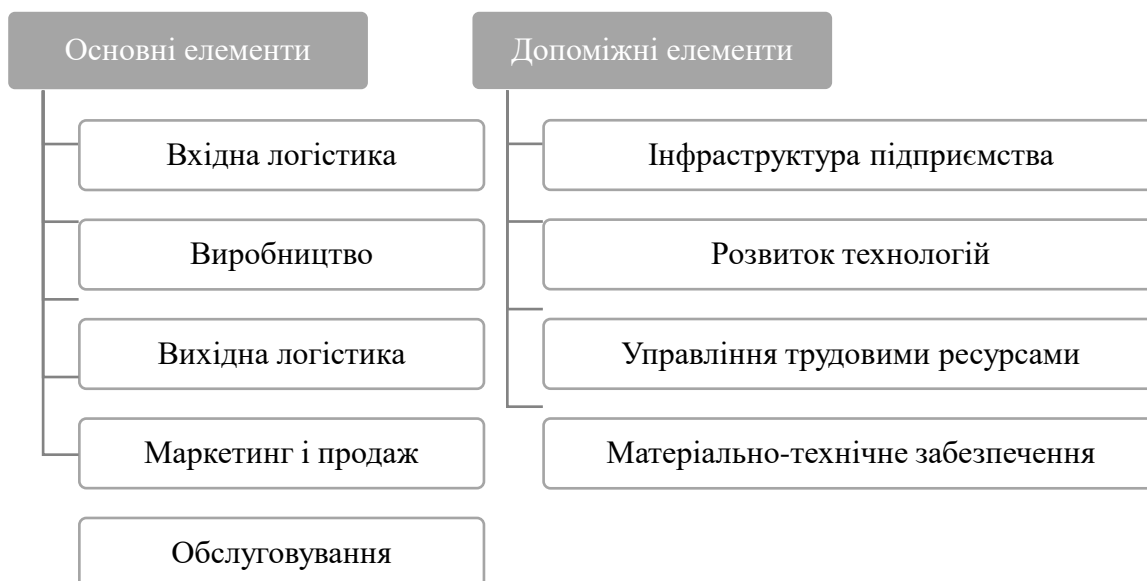 Основні елементи
Вхідна логістика
Виробництво
Вихідна логістика
Маркетинг і продаж
Обслуговування
Допоміжні елементи
Інфраструктура підприємства
Розвиток технологій
Управління трудовими ресурсами
Матеріально-технічне забезпечення